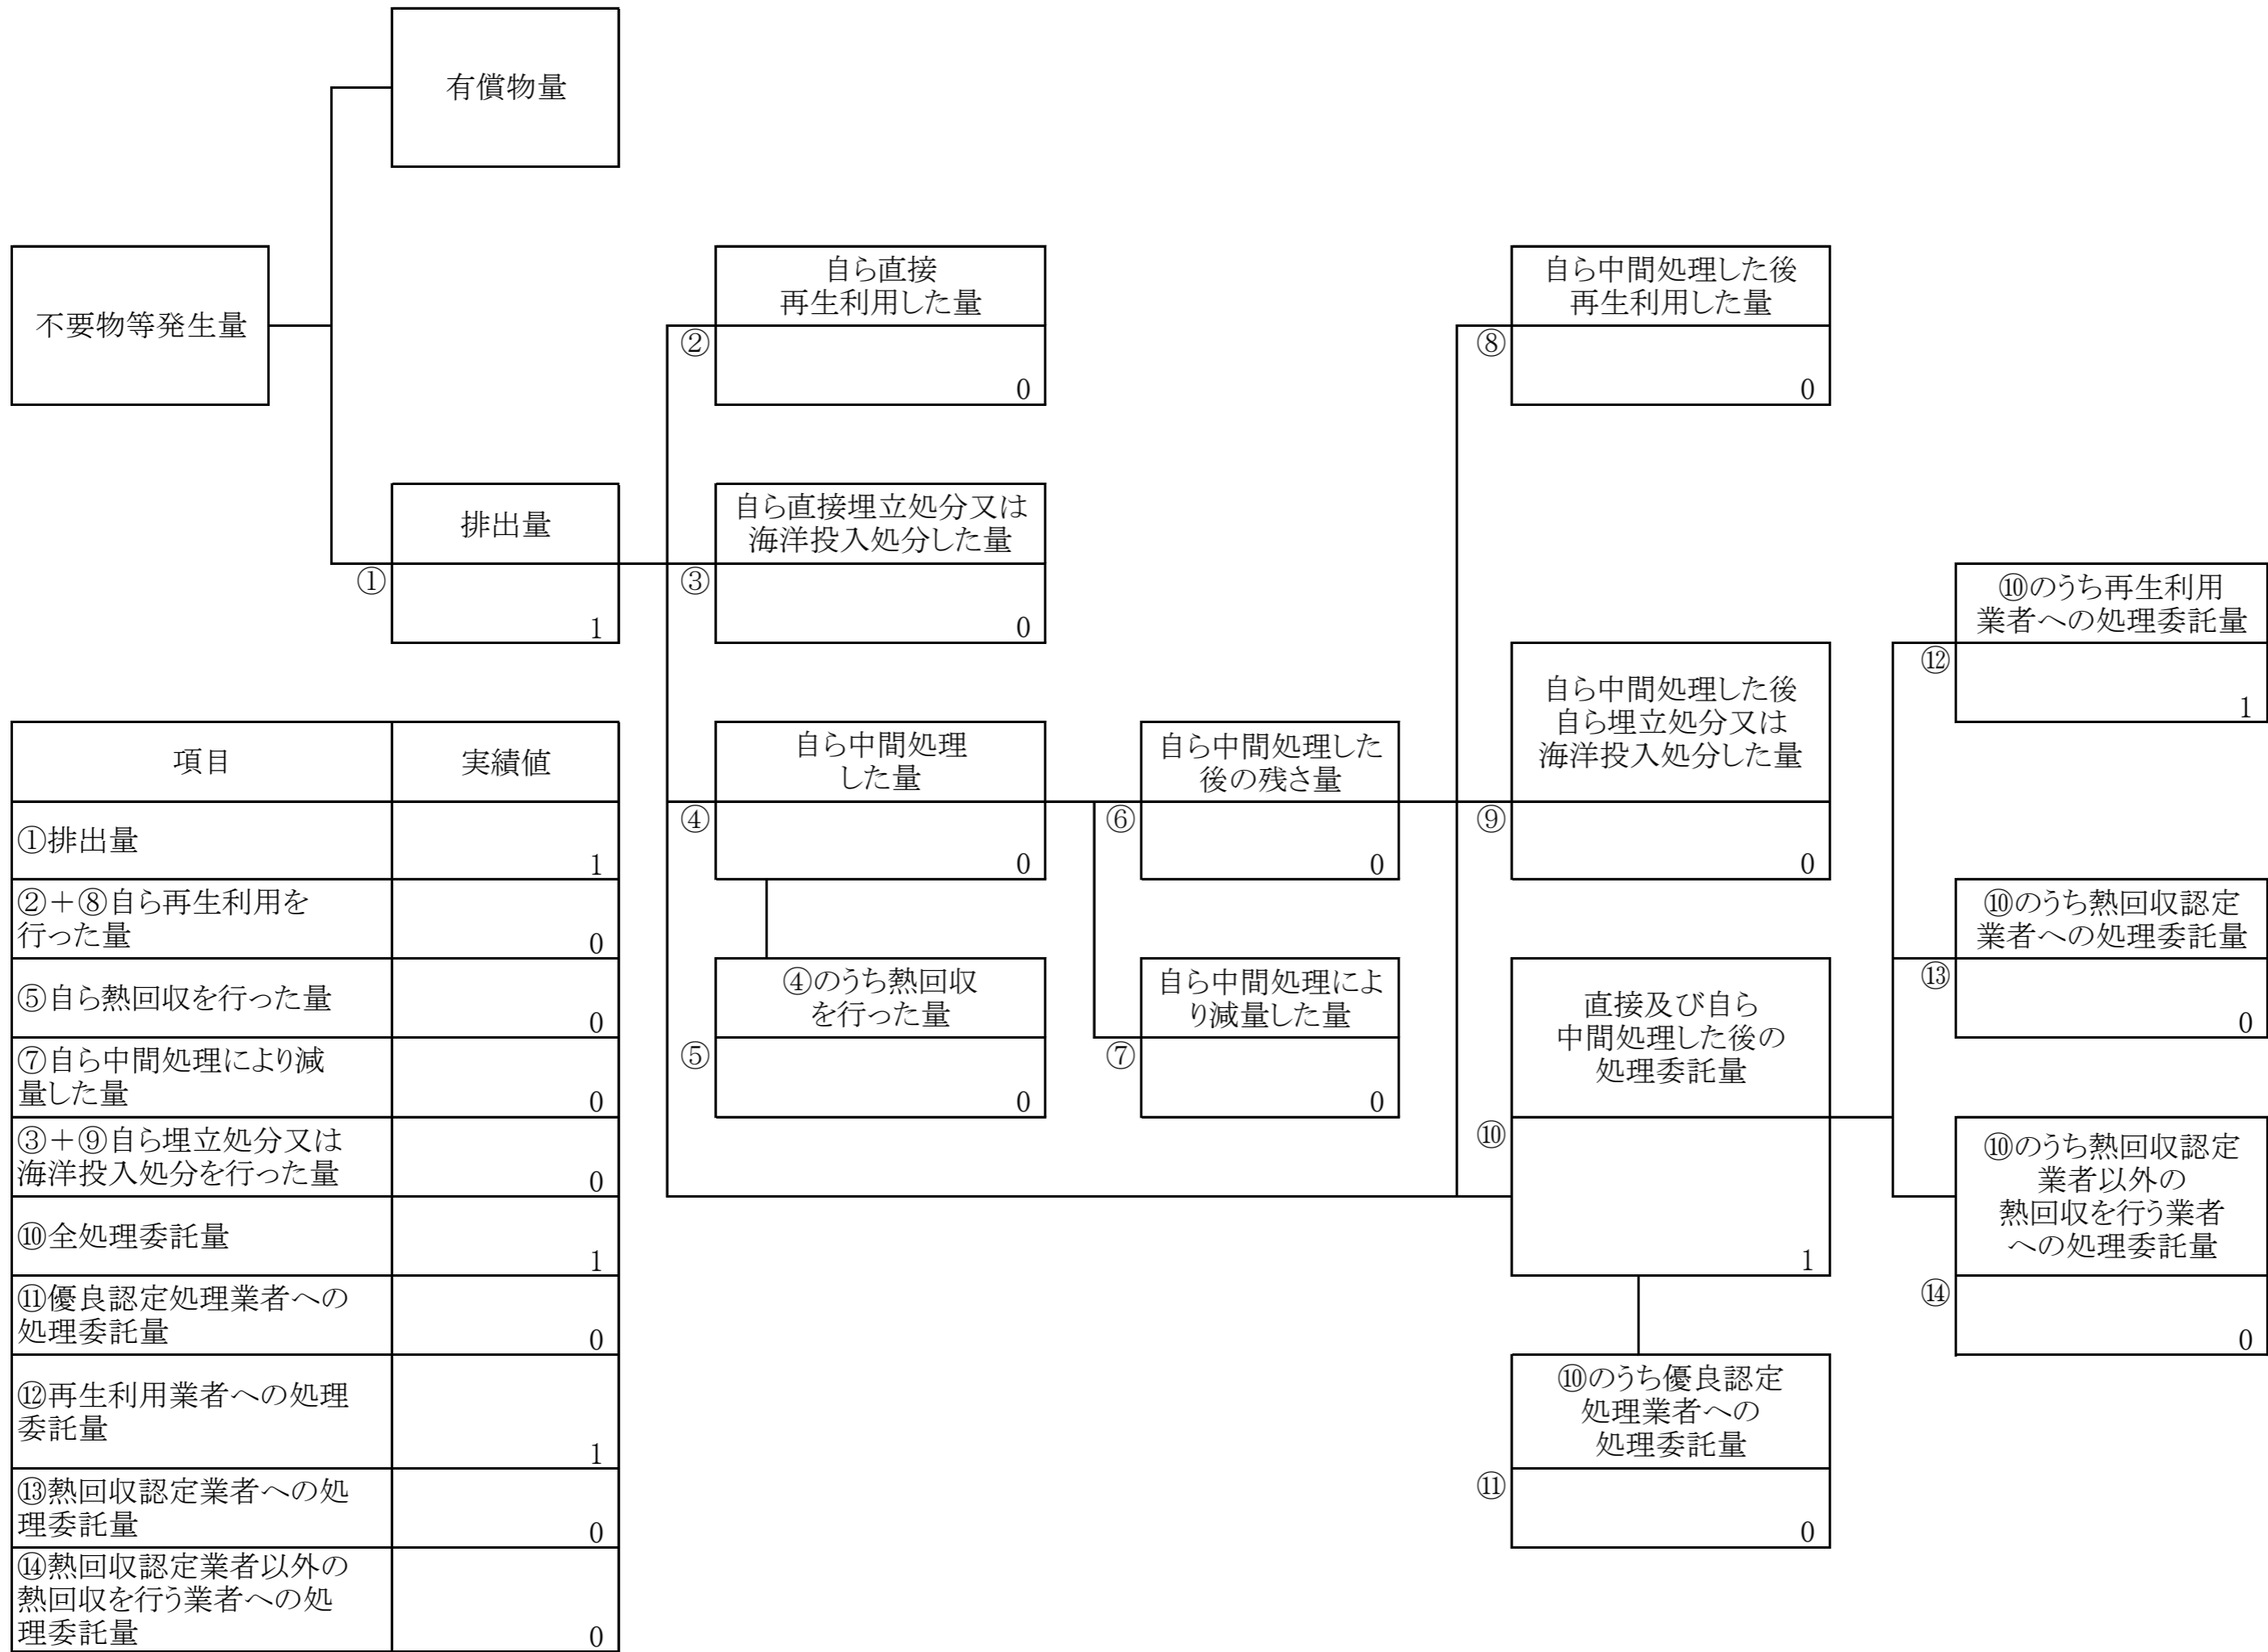 有償物量
不要物等発生量
自ら直接
再生利用した量
②
0
自ら中間処理した後
再生利用した量
⑧
0
排出量
①
1
自ら直接埋立処分又は
海洋投入処分した量
③
0
⑩のうち再生利用
業者への処理委託量
⑫
1
自ら中間処理
した量
④
0
自ら中間処理した
後の残さ量
⑥
0
自ら中間処理した後
自ら埋立処分又は
海洋投入処分した量
⑨
0
⑩のうち熱回収認定
業者への処理委託量
⑬
0
④のうち熱回収
を行った量
⑤
0
自ら中間処理によ
り減量した量
⑦
0
直接及び自ら
中間処理した後の
処理委託量
⑩
1
⑩のうち熱回収認定
業者以外の
熱回収を行う業者
への処理委託量
⑭
0
⑩のうち優良認定
処理業者への
処理委託量
⑪
0
項目
実績値
①排出量
1
②+⑧自ら再生利用を
行った量
0
⑤自ら熱回収を行った量
0
⑦自ら中間処理により減
量した量
0
③+⑨自ら埋立処分又は
海洋投入処分を行った量
0
⑩全処理委託量
1
⑪優良認定処理業者への
処理委託量
0
⑫再生利用業者への処理
委託量
1
⑬熱回収認定業者への処
理委託量
0
⑭熱回収認定業者以外の
熱回収を行う業者への処
理委託量
0